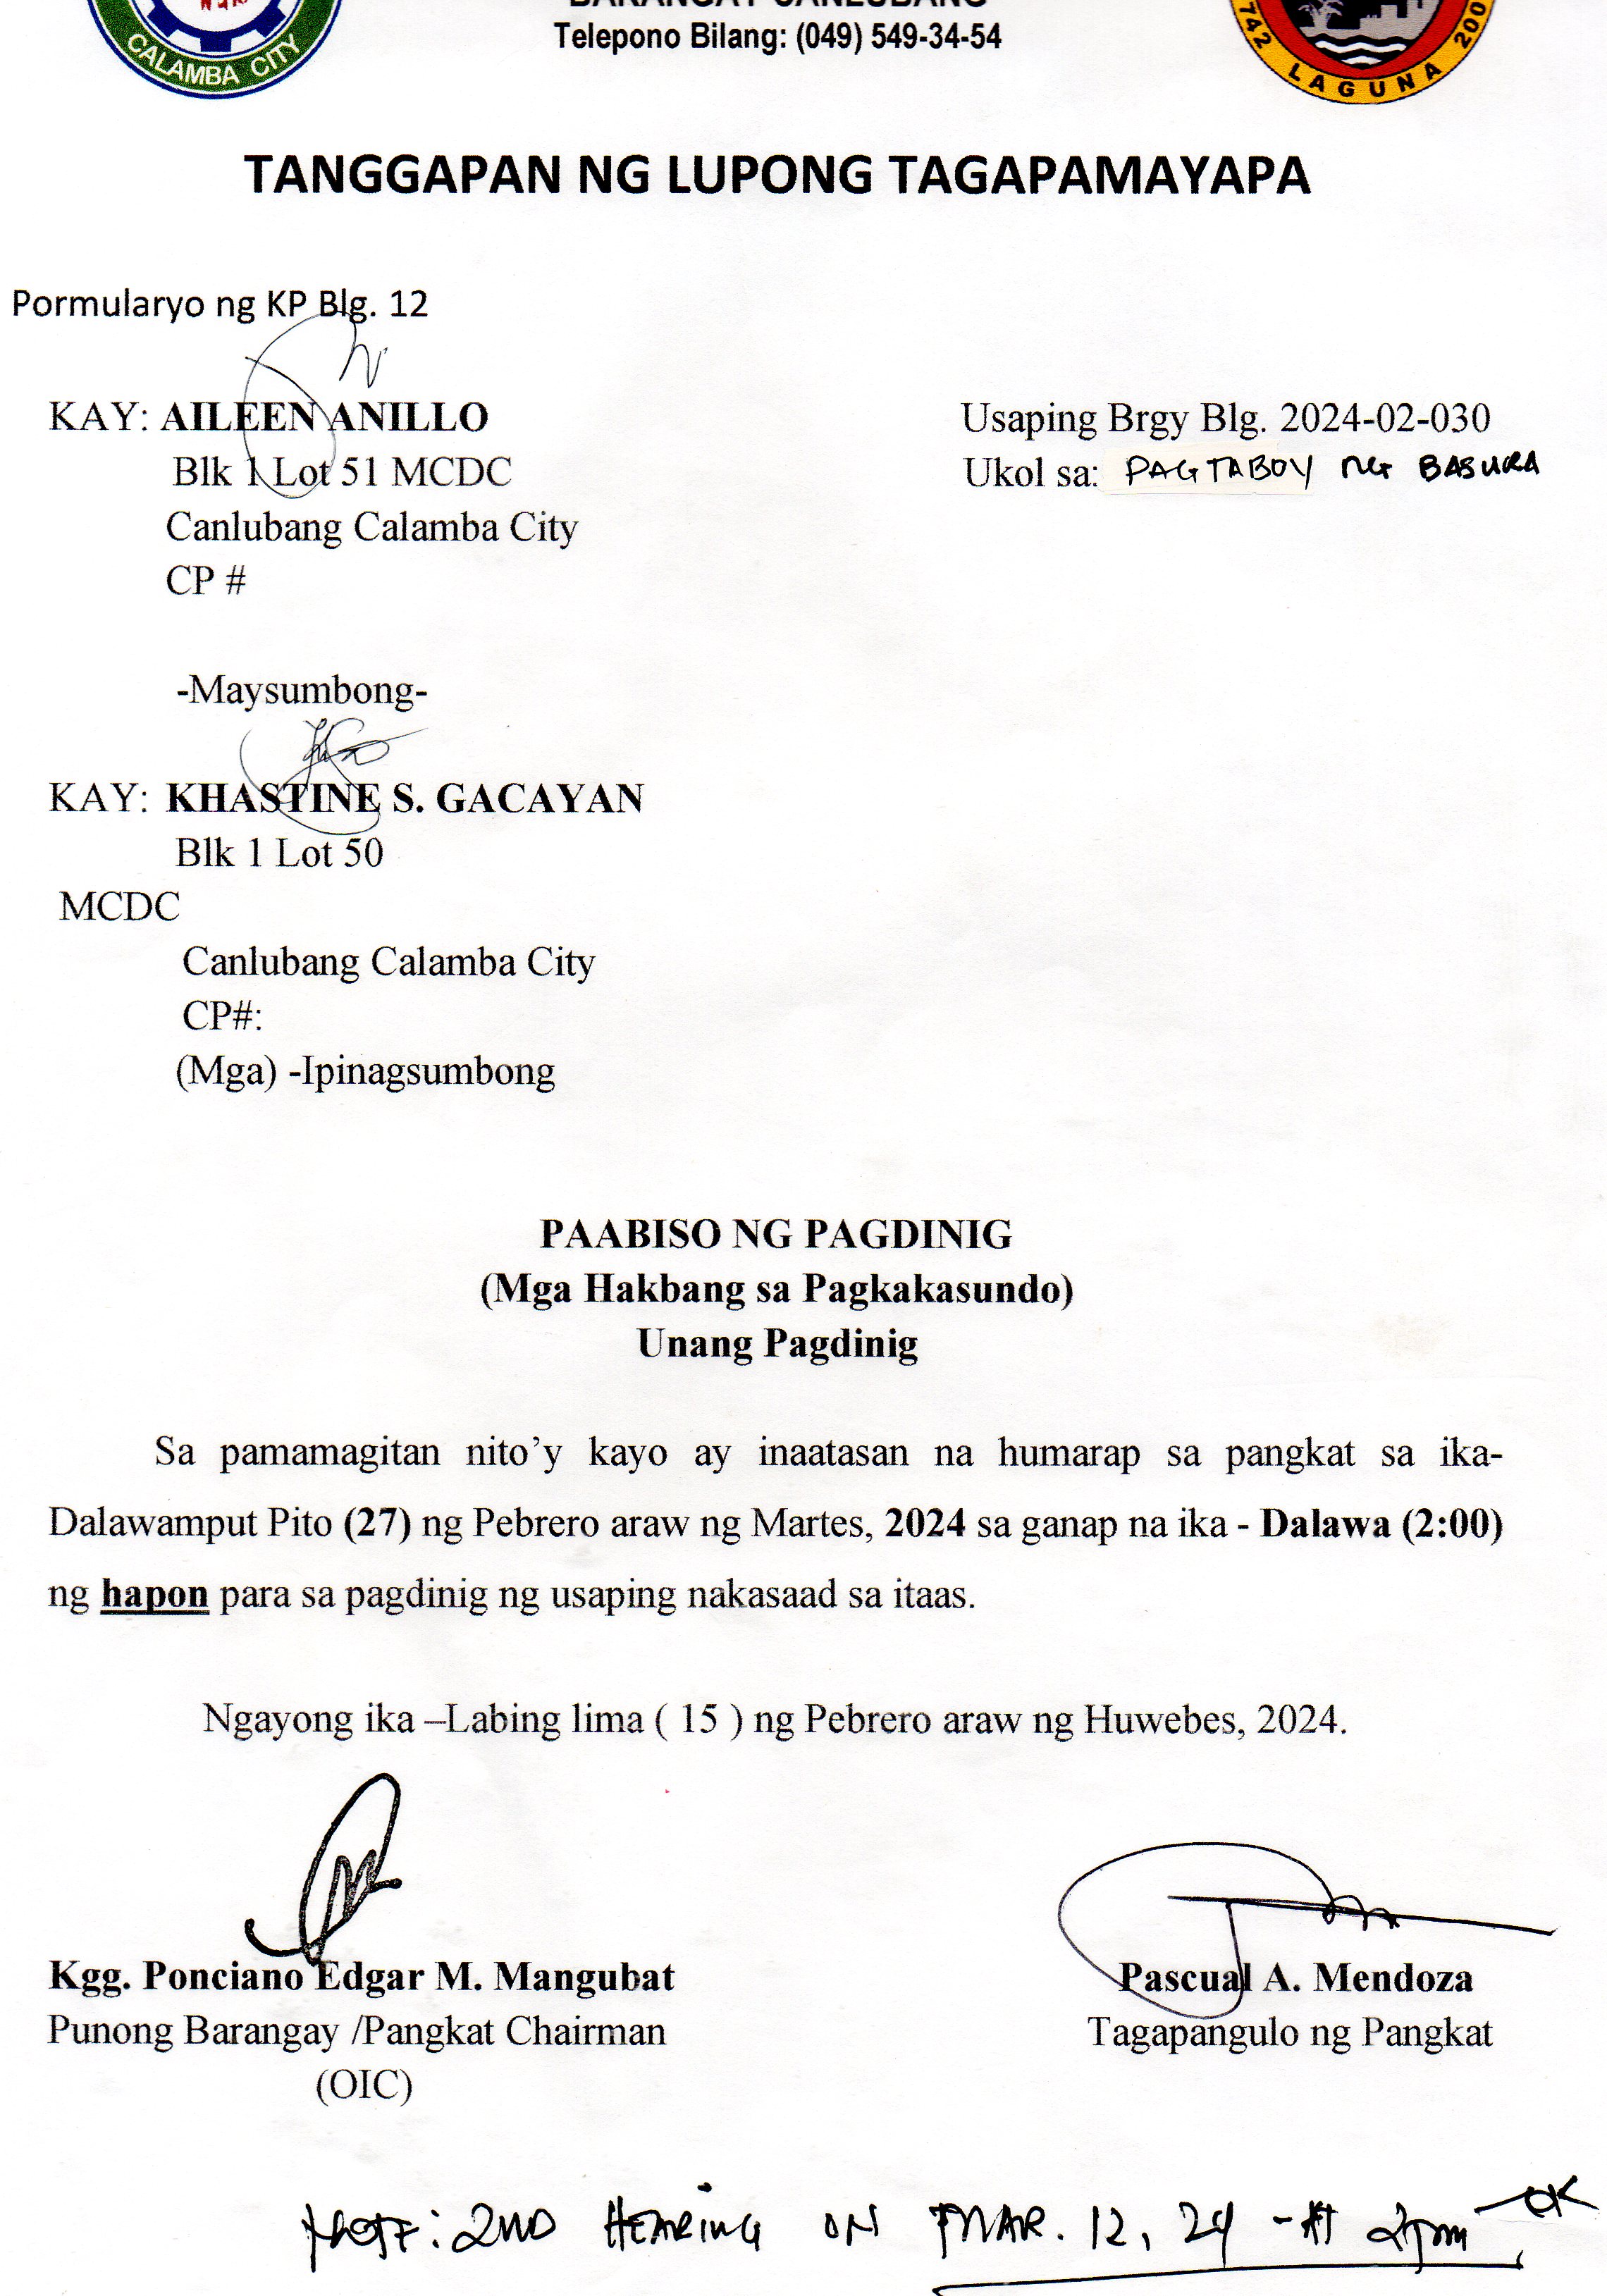 BARANGAY CANLUBANG
Telepono Bilang: (049) 549-34-54
CALAMBA CITY
742 LAGUNA 200
TANGGAPAN NG LUPONG TAGAPAMAYAPA
Pormularyo ng KP Blg. 12
KAY: AILEEN ANILLO
Usaping Brgy Blg. 2024-02-030
Blk 1 Lot 51 MCDC
Ukol sa: PAGTABOY NG BASURA
Canlubang Calamba City
CP #
-Maysumbong-
KAY: KHASTINE S. GACAYAN
Blk 1 Lot 50
MCDC
Canlubang Calamba City
CP#:
(Mga) -Ipinagsumbong
PAABISO NG PAGDINIG
(Mga Hakbang sa Pagkakasundo)
Unang Pagdinig
Sa pamamagitan nito’y kayo ay inaatasan na humarap sa pangkat sa ika-
Dalawamput Pito (27) ng Pebrero araw ng Martes, 2024 sa ganap na ika - Dalawa (2:00)
ng hapon para sa pagdinig ng usaping nakasaad sa itaas.
Ngayong ika –Labing lima ( 15 ) ng Pebrero araw ng Huwebes, 2024.
Kgg. Ponciano Edgar M. Mangubat
Punong Barangay /Pangkat Chairman
(OIC)
Pascual A. Mendoza
Tagapangulo ng Pangkat
NOTE: 2ND HEARING ON MAR. 12, 24 - At 2pm OK